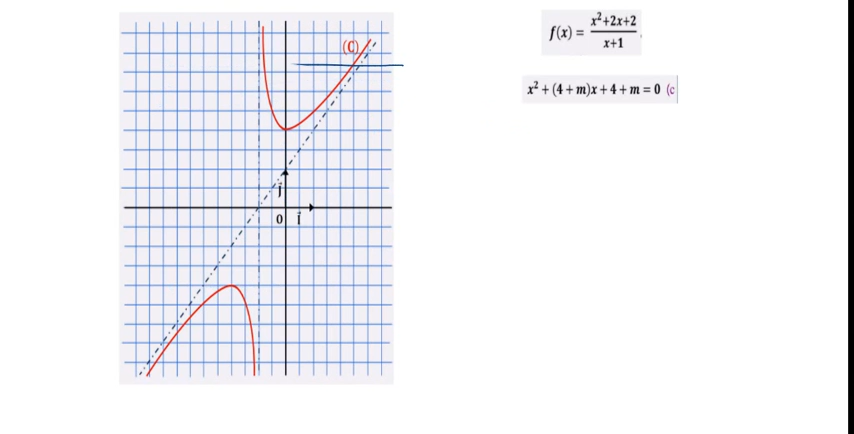 (C)
j
0 i
f(x) = x²+2x+2 / x+1
x² + (4 + m)x + 4 + m = 0 (c